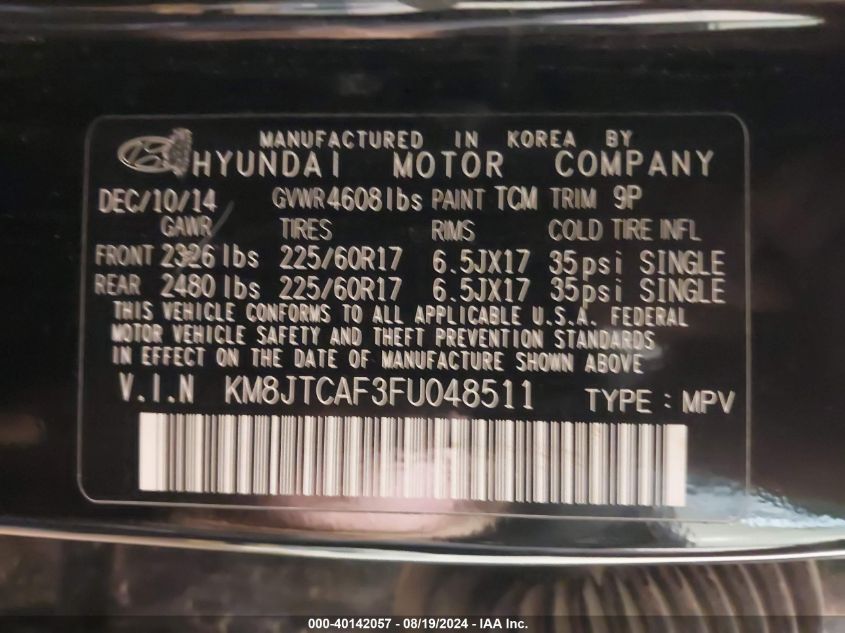 MANUFACTURED IN KOREA BY
HYUNDAI MOTOR COMPANY
DEC/10/14 GVWR4608lbs PAINT TCM TRIM 9P
GAWR TIRES RIMS COLD TIRE INFL
FRONT 2326 lbs 225/60R17 6.5JX17 35psi SINGLE
REAR 2480 lbs 225/60R17 6.5JX17 35psi SINGLE
THIS VEHICLE CONFORMS TO ALL APPLICABLE U.S.A. FEDERAL
MOTOR VEHICLE SAFETY AND THEFT PREVENTION STANDARDS
IN EFFECT ON THE DATE OF MANUFACTURE SHOWN ABOVE
V.I.N KM8JTCAF3FU048511 TYPE : MPV
000-40142057 - 08/19/2024 - IAA Inc.